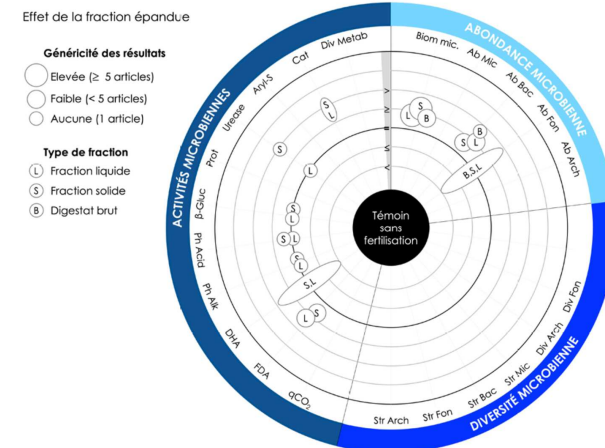 Effet de la fraction épandue
Généricité des résultats
Elevée (≥ 5 articles)
Faible (< 5 articles)
Aucune (1 article)
Type de fraction
L Fraction liquide
S Fraction solide
B Digestat brut
ACTIVITÉS MICROBIENNES
ABONDANCE MICROBIENNE
DIVERSITÉ MICROBIENNE
Div Metab
Cat
Aryl-S
Urease
Prot
β-Gluc
Ph Acid
Ph Alk
DHA
FDA
qCO₂
Biom mic.
Ab Mic
Ab Bac
Ab Fon
Ab Arch
Div Fon
Div Arch
Str Mic
Str Bac
Str Fon
Str Arch
>
≥
=
≤
<
Témoin
sans
fertilisation
S
L
S
L
S
L
S L
S
L
S.L
L S
S
L B
B
S L
B.S.L